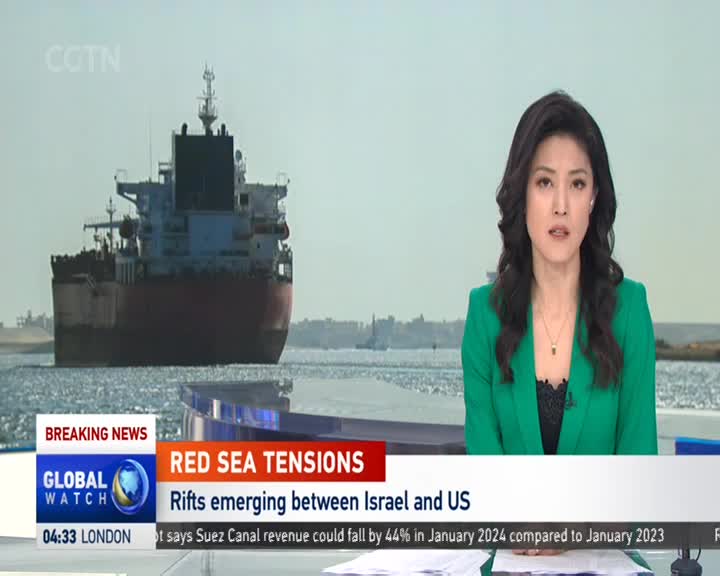 CGTN
BREAKING NEWS
RED SEA TENSIONS
GLOBAL
WATCH
Rifts emerging between Israel and US
04:33 LONDON
says Suez Canal revenue could fall by 44% in January 2024 compared to January 2023